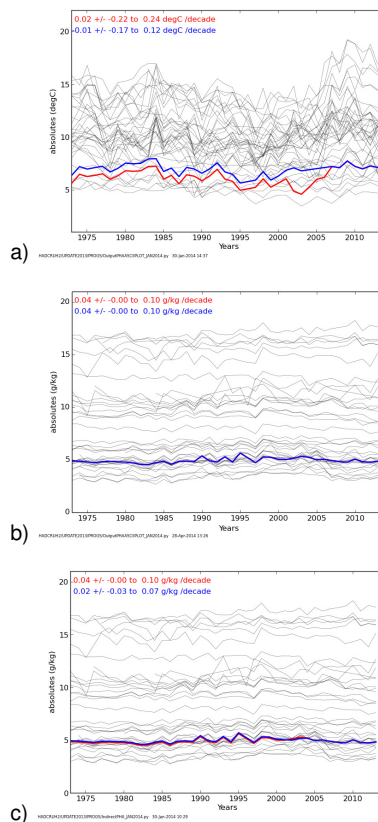 20
0.02 +/- -0.22 to 0.24 degC /decade
-0.01 +/- -0.17 to 0.12 degC /decade
15
10
5
absolutes (degC)
1975 1980 1985 1990 1995 2000 2005 2010
Years
a)
20
0.04 +/- -0.00 to 0.10 g/kg /decade
0.04 +/- -0.00 to 0.10 g/kg /decade
15
10
5
0
absolutes (g/kg)
1975 1980 1985 1990 1995 2000 2005 2010
Years
b)
20
0.04 +/- -0.00 to 0.10 g/kg /decade
0.02 +/- -0.03 to 0.07 g/kg /decade
15
10
5
0
absolutes (g/kg)
1975 1980 1985 1990 1995 2000 2005 2010
Years
c)